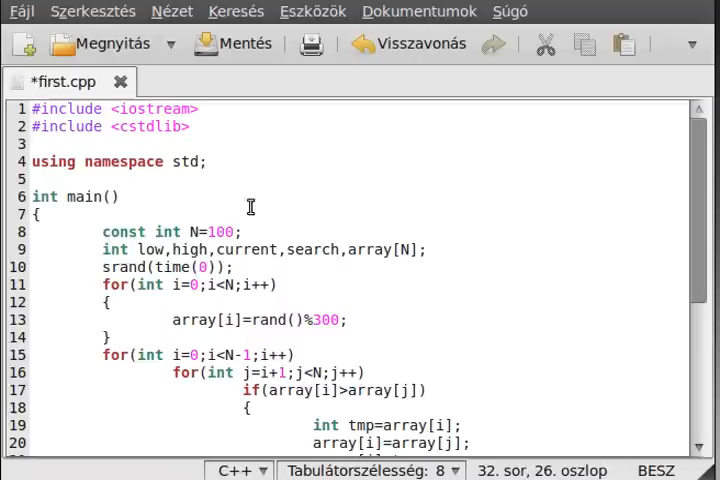 Fájl Szerkesztés Nézet Keresés Eszközök Dokumentumok Súgó
Megnyitás Mentés Visszavonás
*first.cpp
1 #include <iostream>
2 #include <cstdlib>
3
4 using namespace std;
5
6 int main()
7 {
8 const int N=100;
9 int low,high,current,search,array[N];
10 srand(time(0));
11 for(int i=0;i<N;i++)
12 {
13 array[i]=rand()%300;
14 }
15 for(int i=0;i<N-1;i++)
16 for(int j=i+1;j<N;j++)
17 if(array[i]>array[j])
18 {
19 int tmp=array[i];
20 array[i]=array[j];
C++ Tabulátorszélesség: 8 32. sor, 26. oszlop BESZ